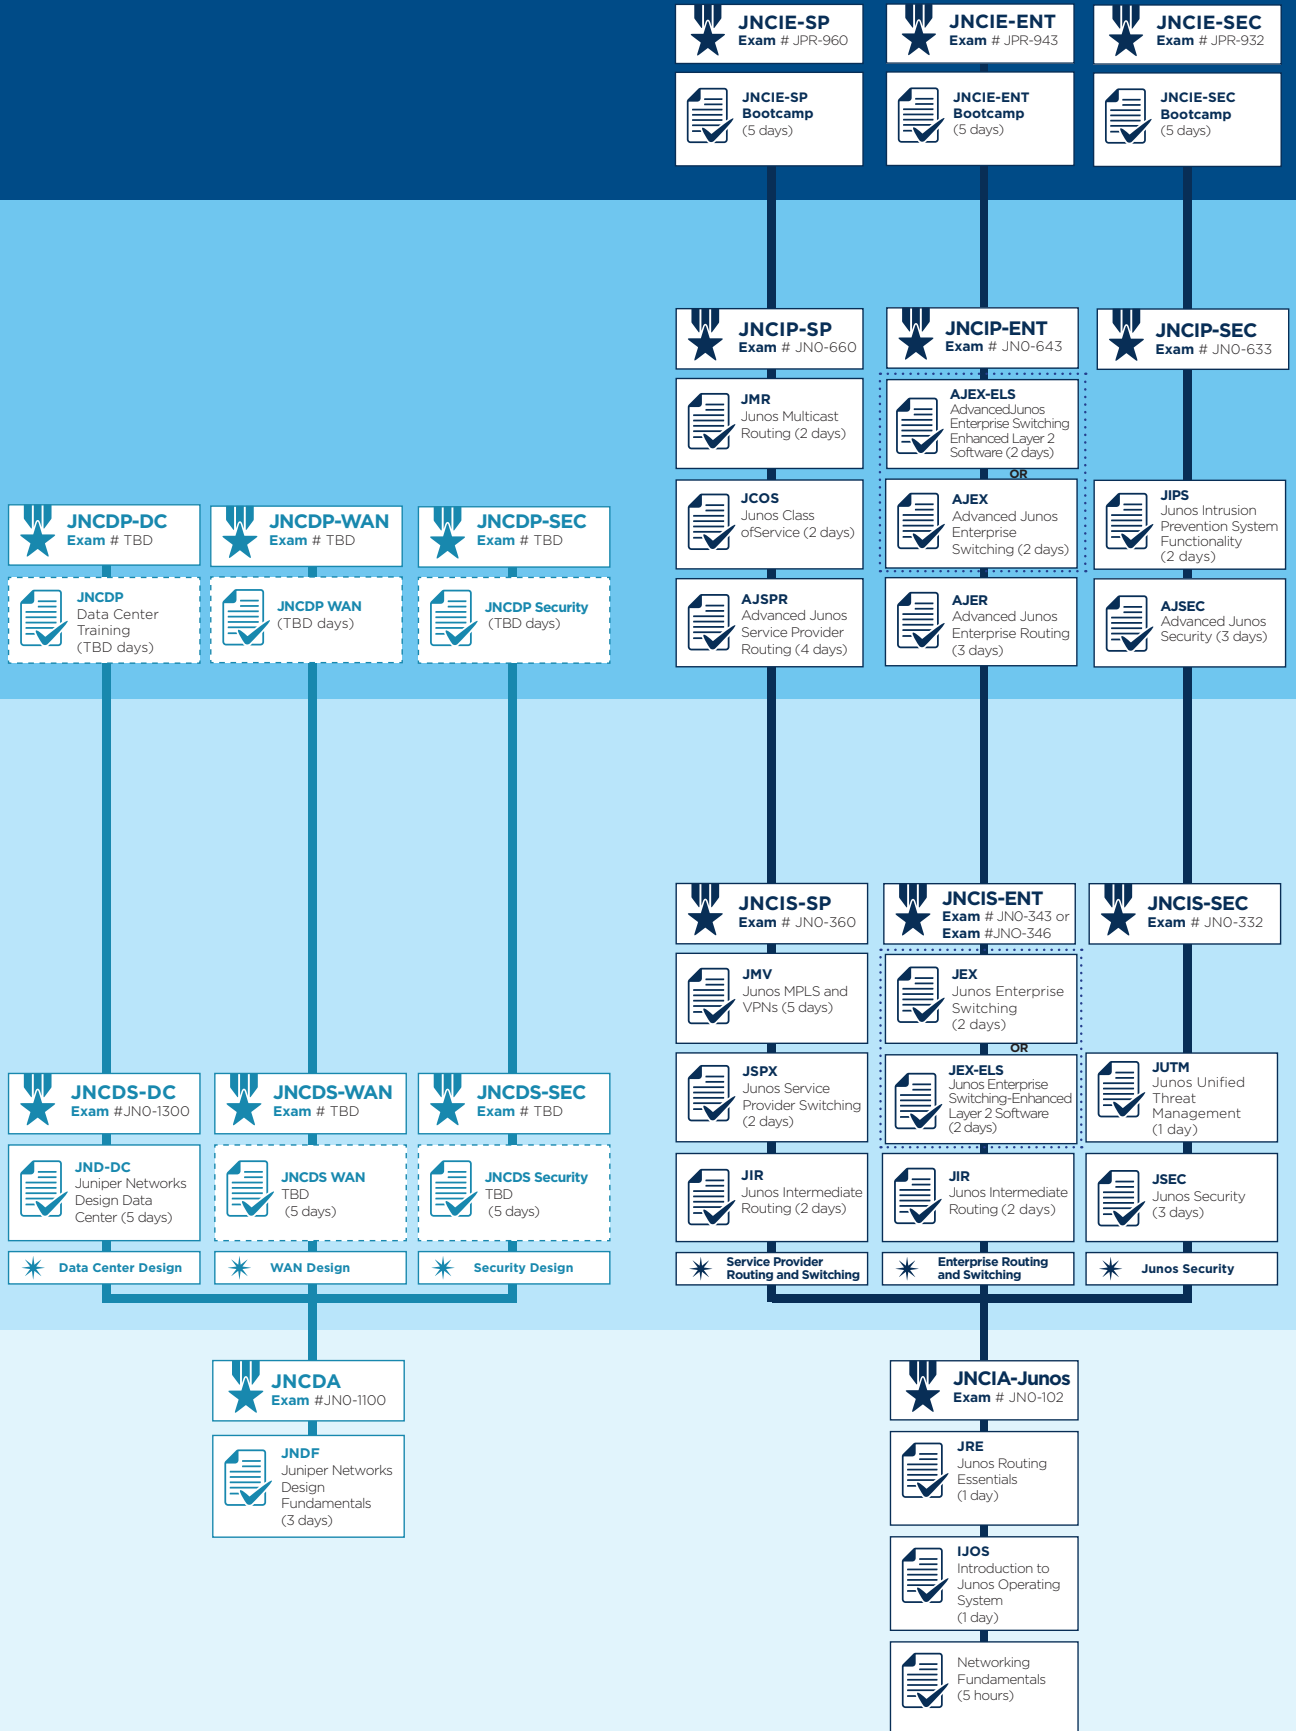 JNCIE-SP
Exam # JPR-960
JNCIE-ENT
Exam # JPR-943
JNCIE-SEC
Exam # JPR-932
JNCIE-SP
Bootcamp
(5 days)
JNCIE-ENT
Bootcamp
(5 days)
JNCIE-SEC
Bootcamp
(5 days)
JNCIP-SP
Exam # JN0-660
JNCIP-ENT
Exam # JN0-643
JNCIP-SEC
Exam # JN0-633
JMR
Junos Multicast
Routing (2 days)
AJEX-ELS
AdvancedJunos
Enterprise Switching
Enhanced Layer 2
Software (2 days)
OR
JCOS
Junos Class
ofService (2 days)
AJEX
Advanced Junos
Enterprise
Switching (2 days)
JIPS
Junos Intrusion
Prevention System
Functionality
(2 days)
JNCDP-DC
Exam # TBD
JNCDP-WAN
Exam # TBD
JNCDP-SEC
Exam # TBD
JNCDP
Data Center
Training
(TBD days)
JNCDP WAN
(TBD days)
JNCDP Security
(TBD days)
AJSPR
Advanced Junos
Service Provider
Routing (4 days)
AJER
Advanced Junos
Enterprise Routing
(3 days)
AJSEC
Advanced Junos
Security (3 days)
JNCIS-SP
Exam # JN0-360
JNCIS-ENT
Exam # JN0-343 or
Exam #JNO-346
JNCIS-SEC
Exam # JN0-332
JMV
Junos MPLS and
VPNs (5 days)
JEX
Junos Enterprise
Switching
(2 days)
OR
JNCDS-DC
Exam #JN0-1300
JNCDS-WAN
Exam # TBD
JNCDS-SEC
Exam # TBD
JSPX
Junos Service
Provider Switching
(2 days)
JEX-ELS
Junos Enterprise
Switching-Enhanced
Layer 2 Software
(2 days)
JUTM
Junos Unified
Threat
Management
(1 day)
JND-DC
Juniper Networks
Design Data
Center (5 days)
JNCDS WAN
TBD
(5 days)
JNCDS Security
TBD
(5 days)
JIR
Junos Intermediate
Routing (2 days)
JIR
Junos Intermediate
Routing (2 days)
JSEC
Junos Security
(3 days)
Data Center Design
WAN Design
Security Design
Service Provider
Routing and Switching
Enterprise Routing
and Switching
Junos Security
JNCDA
Exam #JN0-1100
JNCIA-Junos
Exam # JN0-102
JNDF
Juniper Networks
Design
Fundamentals
(3 days)
JRE
Junos Routing
Essentials
(1 day)
IJOS
Introduction to
Junos Operating
System
(1 day)
Networking
Fundamentals
(5 hours)